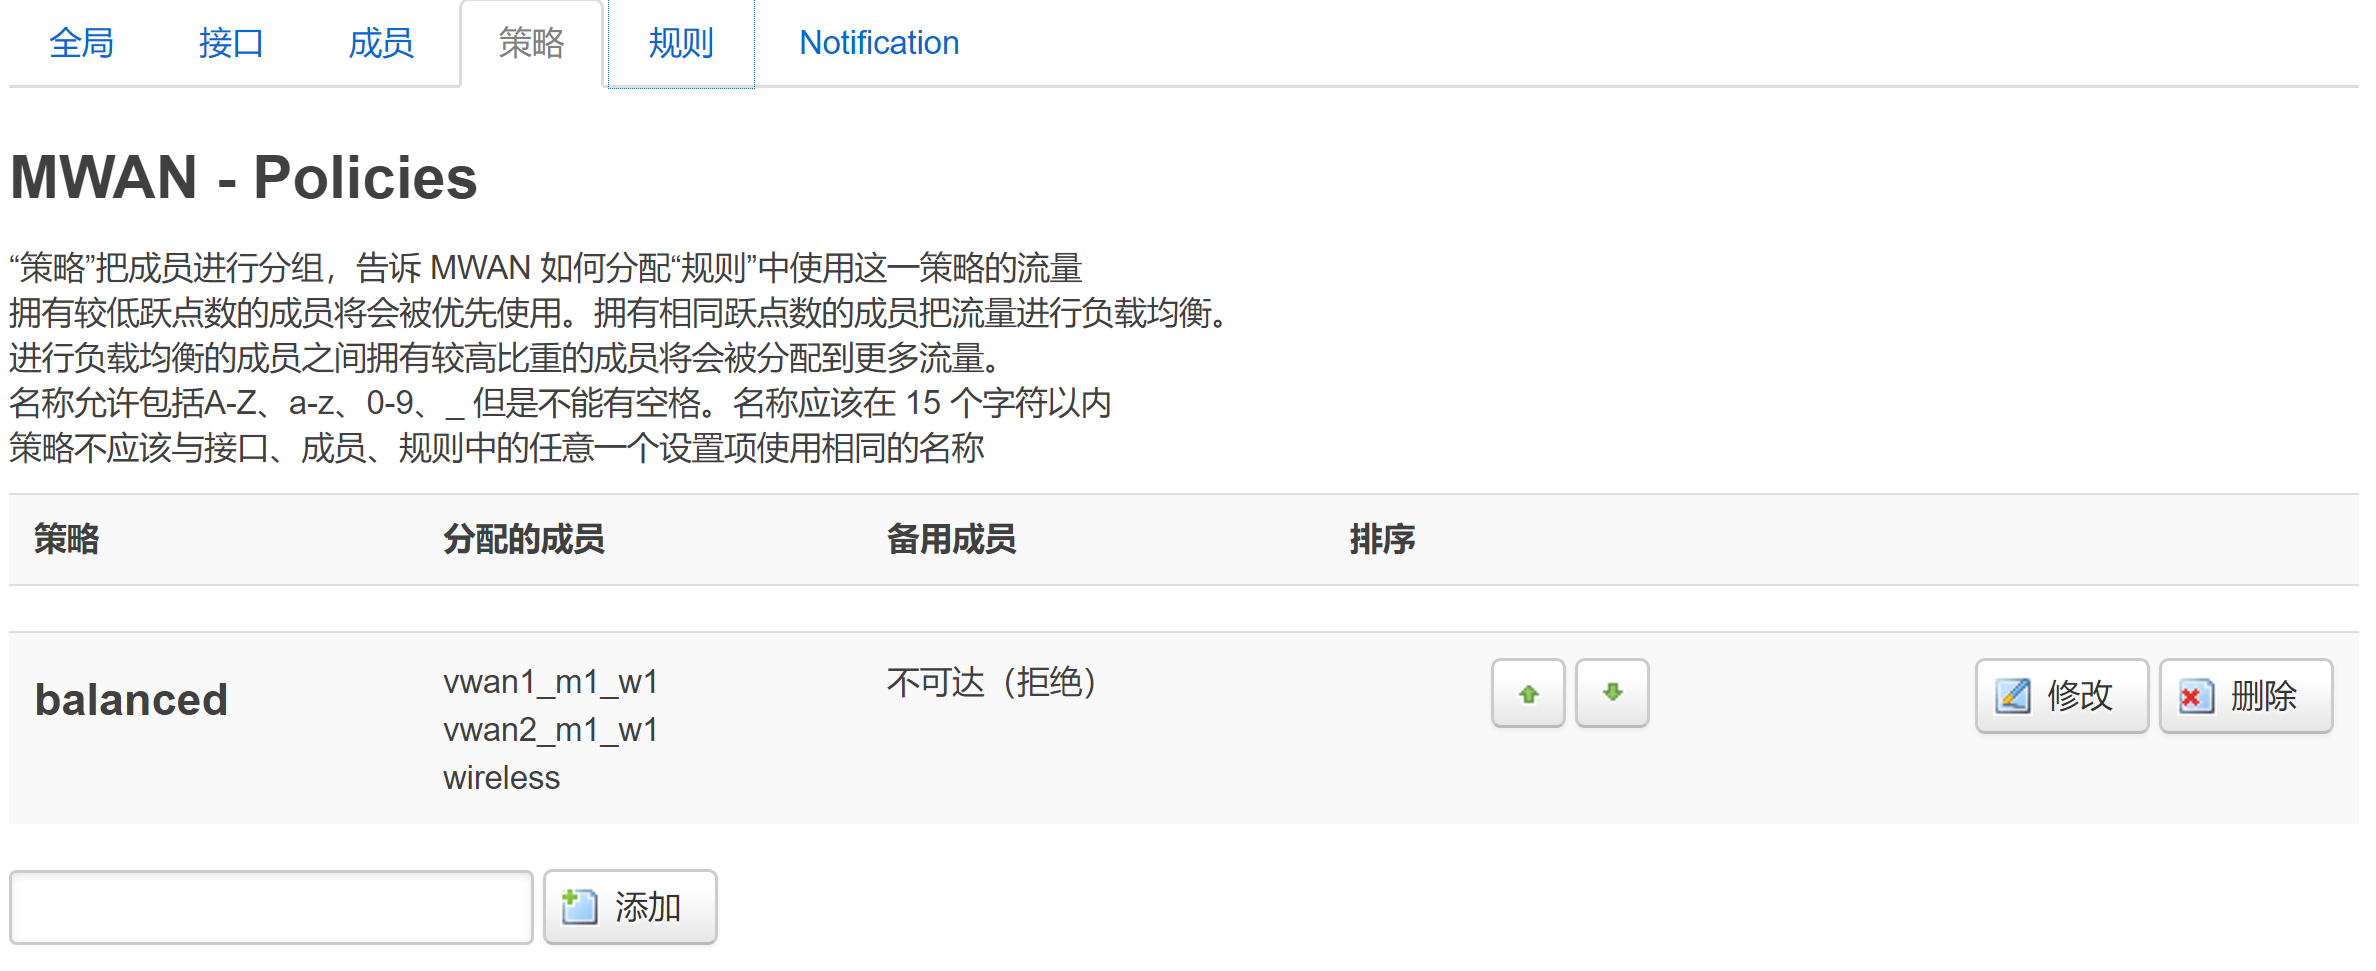 全局 接口 成员 策略 规则 Notification
MWAN - Policies
“策略”把成员进行分组，告诉 MWAN 如何分配“规则”中使用这一策略的流量
拥有较低跃点数的成员将会被优先使用。拥有相同跃点数的成员把流量进行负载均衡。
进行负载均衡的成员之间拥有较高比重的成员将会被分配到更多流量。
名称允许包括A-Z、a-z、0-9、_ 但是不能有空格。名称应该在 15 个字符以内
策略不应该与接口、成员、规则中的任意一个设置项使用相同的名称
策略 分配的成员 备用成员 排序
balanced vwan1_m1_w1 不可达（拒绝） 修改 删除
vwan2_m1_w1
wireless
添加